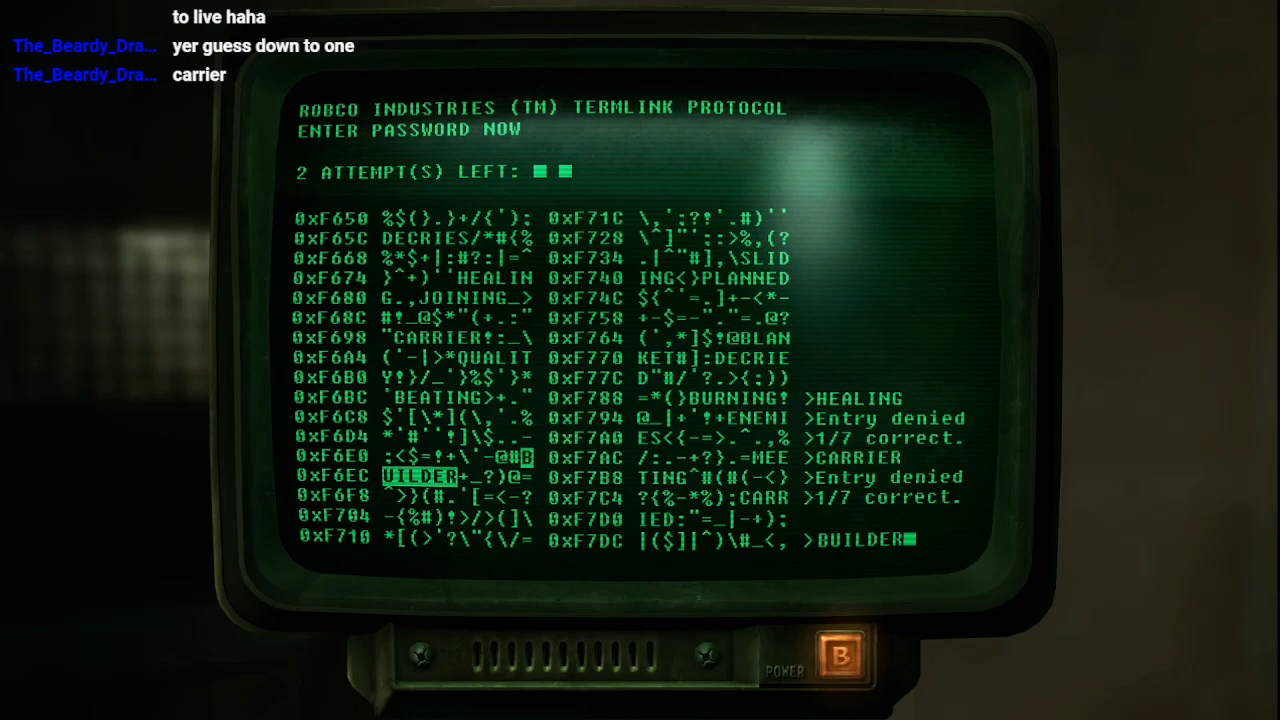 to live haha
The_Beardy_Dra... yer guess down to one
The_Beardy_Dra... carrier
ROBCO INDUSTRIES (TM) TERMLINK PROTOCOL
ENTER PASSWORD NOW
2 ATTEMPT(S) LEFT: ■ ■
0xF650 %$(}.}+/{'); 0xF71C \,';?!'.#)''
0xF65C DECRIES/*#{% 0xF728 \^]"';:>%,(?
0xF668 %*$+|:#?:|=^ 0xF734 .|^"#],\SLID
0xF674 }^+)''HEALIN 0xF740 ING<}PLANNED
0xF680 G.,JOINING_> 0xF74C ${^'=.]+-<*-
0xF68C #!_@$*"(+.:" 0xF758 +-$=-"."=.@?
0xF698 "CARRIER!:_\ 0xF764 (',*]$!@BLAN
0xF6A4 ('-|>*QUALIT 0xF770 KET#]:DECRIE
0xF6B0 Y!}/_'}%$'}* 0xF77C D"#/'?.>{;))
0xF6BC 'BEATING>+." 0xF788 =*(}BURNING! >HEALING
0xF6C8 $'[\*](\,'.% 0xF794 @_|+'!+ENEMI >Entry denied
0xF6D4 *'#''!]\$..- 0xF7A0 ES<{-=>.^.,% >1/7 correct.
0xF6E0 ;<$=!+\'-@#B 0xF7AC /:.-+?}.=MEE >CARRIER
0xF6EC UILDER+_?)@= 0xF7B8 TING^#(#(-<} >Entry denied
0xF6F8 ^>}(#.'[=<-? 0xF7C4 ?{%-*%);CARR >1/7 correct.
0xF704 -{%#)!>/>(]\ 0xF7D0 IED:"=_|-+);
0xF710 *[(>'?\"{\/= 0xF7DC |($]|^)\#_<, >BUILDER■
POWER B